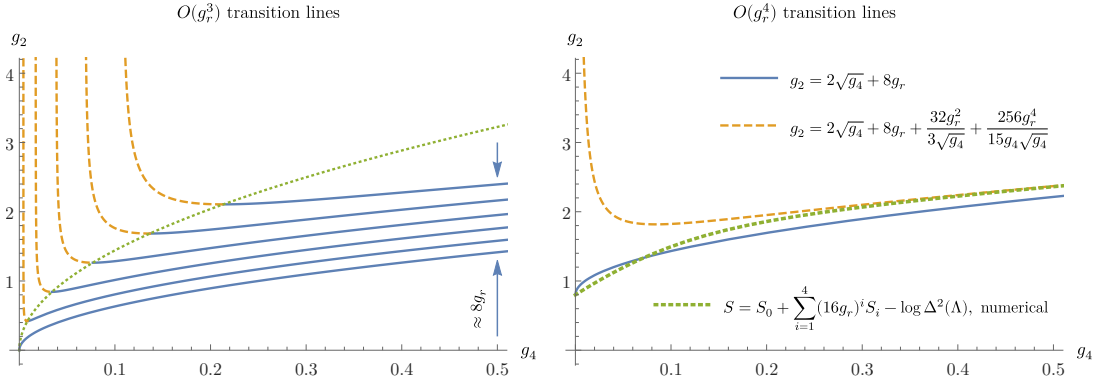 O(g_r^3) transition lines
g_2
4
3
2
1
≈ 8g_r
0.1 0.2 0.3 0.4 0.5
g_4
O(g_r^4) transition lines
g_2
4
3
2
1
g_2 = 2√g_4 + 8g_r
g_2 = 2√g_4 + 8g_r + 32g_r^2/(3√g_4) + 256g_r^4/(15g_4√g_4)
S = S_0 + ∑_{i=1}^{4}(16g_r)^i S_i − log Δ^2(Λ), numerical
0.1 0.2 0.3 0.4 0.5
g_4